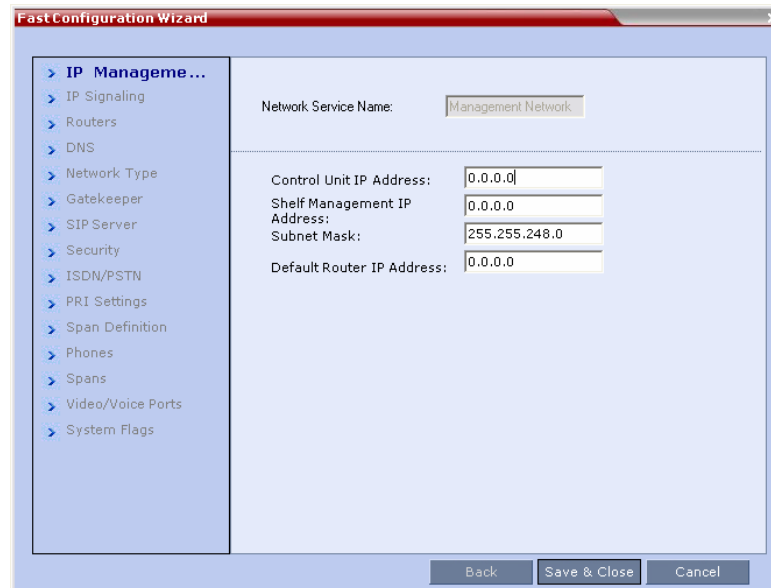 Fast Configuration Wizard
IP Manageme...
IP Signaling
Routers
DNS
Network Type
Gatekeeper
SIP Server
Security
ISDN/PSTN
PRI Settings
Span Definition
Phones
Spans
Video/Voice Ports
System Flags
Network Service Name: Management Network
Control Unit IP Address: 0.0.0.0
Shelf Management IP
Address: 0.0.0.0
Subnet Mask: 255.255.248.0
Default Router IP Address: 0.0.0.0
Back Save & Close Cancel